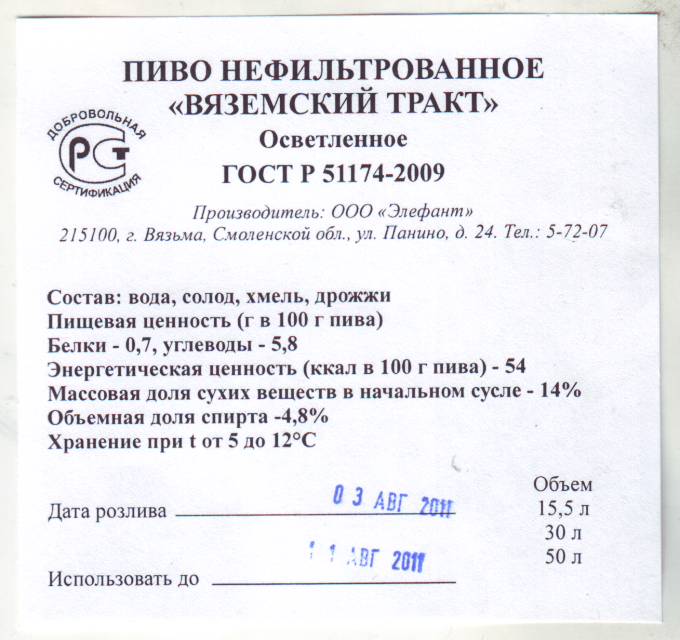 ПИВО НЕФИЛЬТРОВАННОЕ
«ВЯЗЕМСКИЙ ТРАКТ»
Осветленное
ГОСТ Р 51174-2009
ДОБРОВОЛЬНАЯ
РСТ
СЕРТИФИКАЦИЯ
Производитель: ООО «Элефант»
215100, г. Вязьма, Смоленской обл., ул. Панино, д. 24. Тел.: 5-72-07
Состав: вода, солод, хмель, дрожжи
Пищевая ценность (г в 100 г пива)
Белки - 0,7, углеводы - 5,8
Энергетическая ценность (ккал в 100 г пива) - 54
Массовая доля сухих веществ в начальном сусле - 14%
Объемная доля спирта -4,8%
Хранение при t от 5 до 12°С
Дата розлива 03 АВГ 2011
Использовать до 11 АВГ 2011
Объем
15,5 л
30 л
50 л